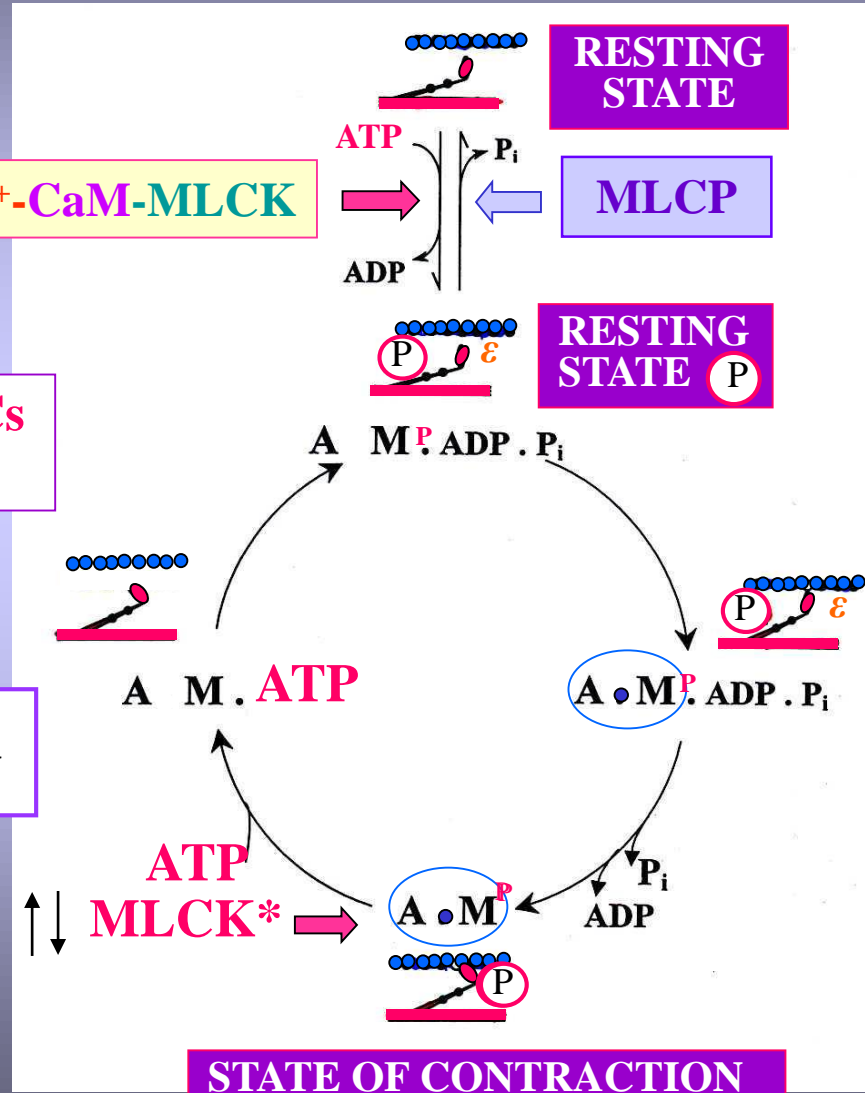 RESTING
STATE
ATP
Pi
+-CaM-MLCK
MLCP
ADP
P
ε
RESTING
STATE P
Cs
A M P . ADP . Pi
P
ε
A M . ATP
A • M P . ADP . Pi
ATP
Pi
↑↓ MLCK*
A • M P
ADP
P
STATE OF CONTRACTION